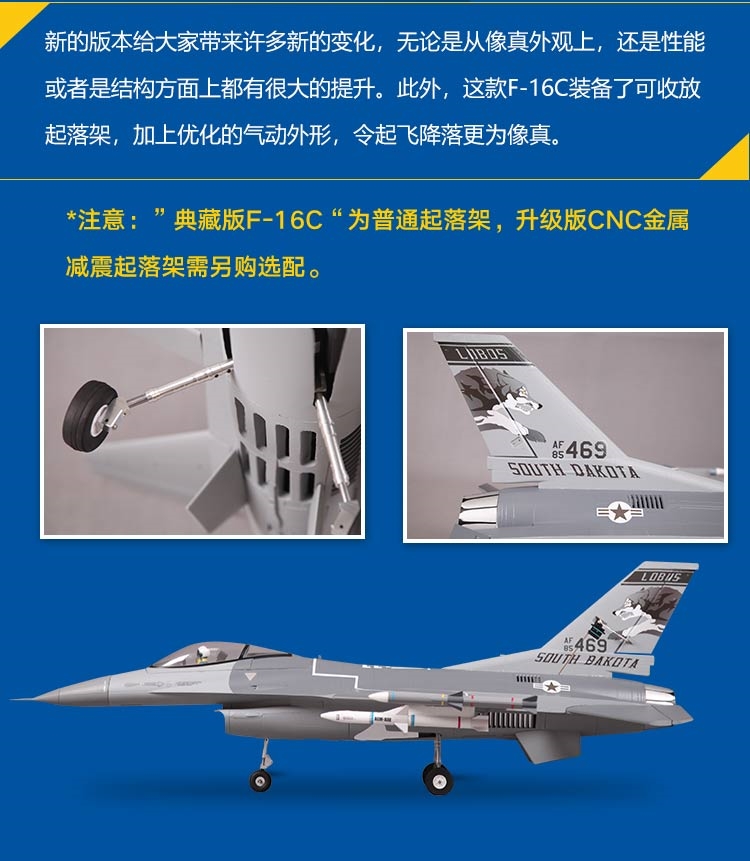 新的版本给大家带来许多新的变化，无论是从像真外观上，还是性能
或者是结构方面上都有很大的提升。此外，这款F-16C装备了可收放
起落架，加上优化的气动外形，令起飞降落更为像真。
*注意：”典藏版F-16C“为普通起落架，升级版CNC金属
减震起落架需另购选配。
LOBOS
AF
85 469
SOUTH DAKOTA
LOBOS
AF
85 469
SOUTH DAKOTA